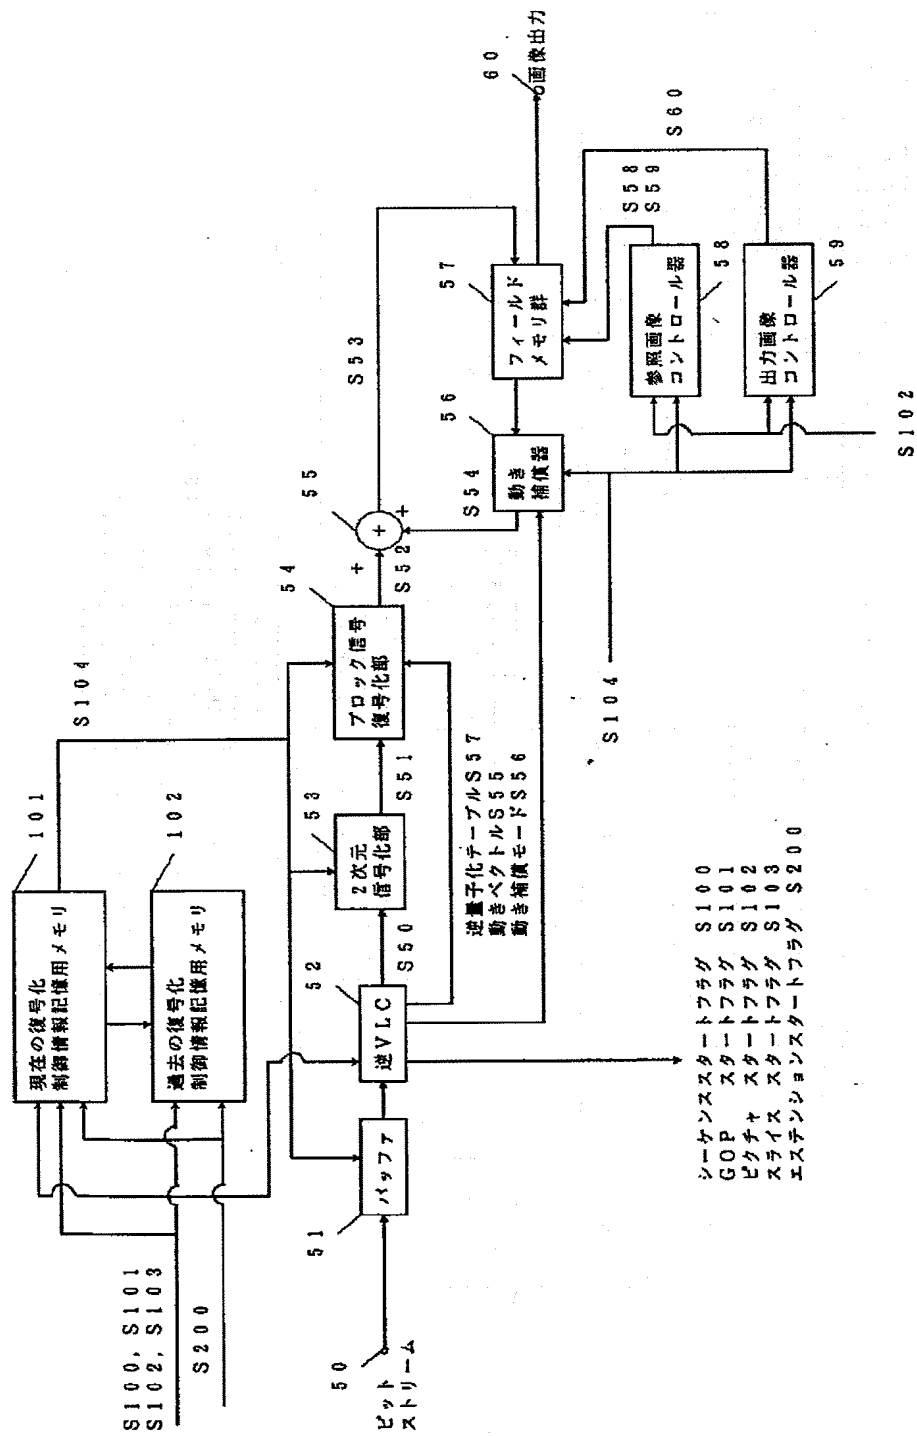 S100, S101
S102, S103
S200
現在の復号化
制御情報記憶用メモリ
101
過去の復号化
制御情報記憶用メモリ
102
S104
50
ビット
ストリーム
51
バッファ
52
逆VLC
S50
53
2次元
信号化部
S51
54
ブロック信号
復号化部
+
S52
55
+
+
S53
S54
56
動き
補償器
57
フィールド
メモリ群
60
画像出力
S58
S59
S60
参照画像
コントロール器
58
出力画像
コントロール器
59
S102
S104
逆量子化テーブルS57
動きベクトルS55
動き補償モードS56
シーケンススタートフラグ S100
GOP スタートフラグ S101
ピクチャ スタートフラグ S102
スライス スタートフラグ S103
エステンションスタートフラグ S200